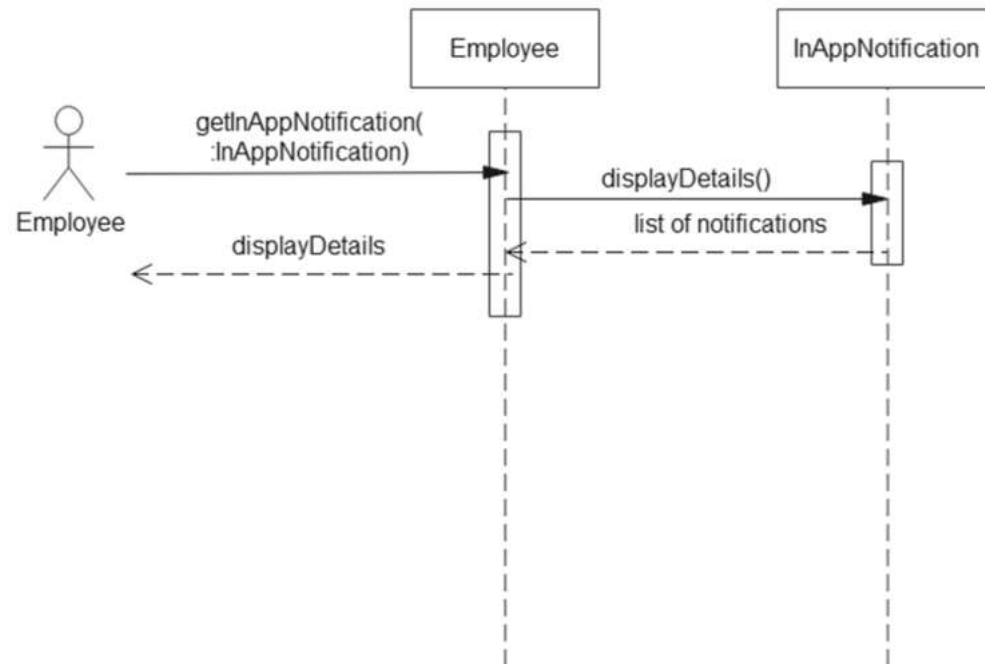 Employee
InAppNotification
getInAppNotification(
:InAppNotification)
displayDetails()
Employee
list of notifications
displayDetails